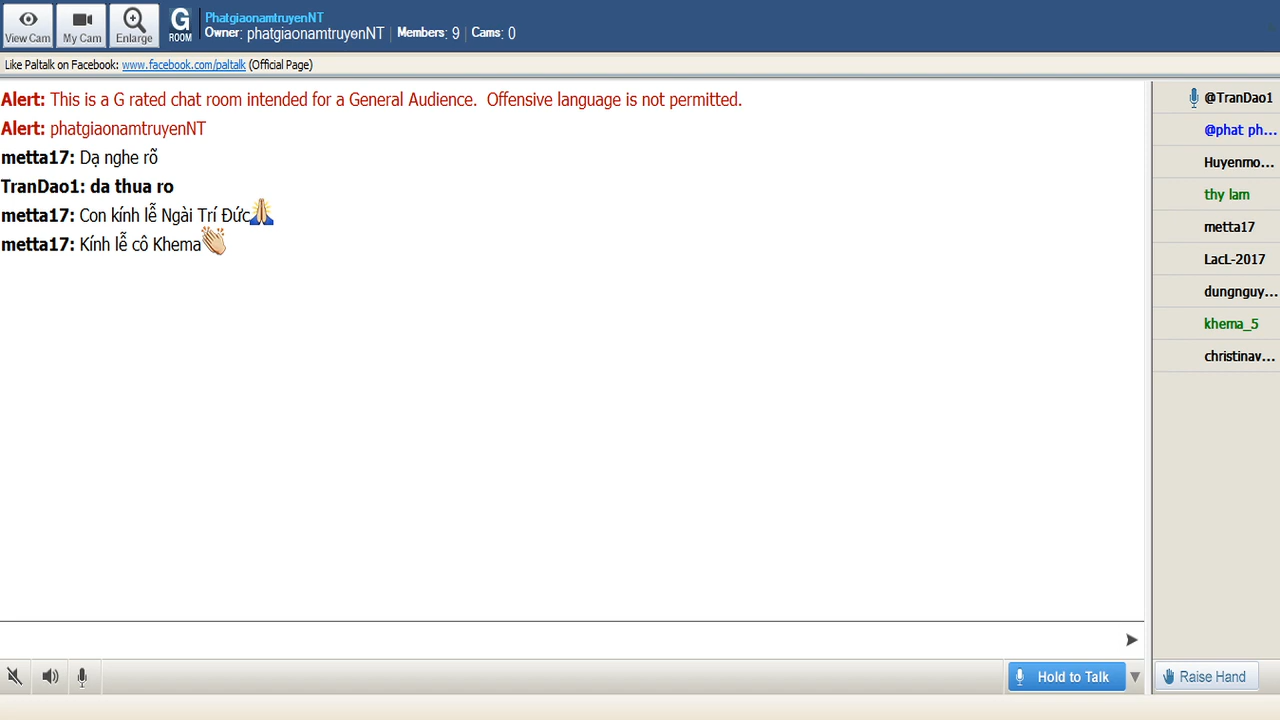 View Cam
My Cam
Enlarge
G
ROOM
PhatgiaonamtruyenNT
Owner: phatgiaonamtruyenNT | Members: 9 | Cams: 0
Like Paltalk on Facebook: www.facebook.com/paltalk (Official Page)
Alert: This is a G rated chat room intended for a General Audience. Offensive language is not permitted.
Alert: phatgiaonamtruyenNT
metta17: Dạ nghe rõ
TranDao1: da thua ro
metta17: Con kính lễ Ngài Trí Đức
metta17: Kính lễ cô Khema
@TranDao1
@phat ph...
Huyenmo...
thy lam
metta17
LacL-2017
dungnguy...
khema_5
christinav...
Hold to Talk
Raise Hand